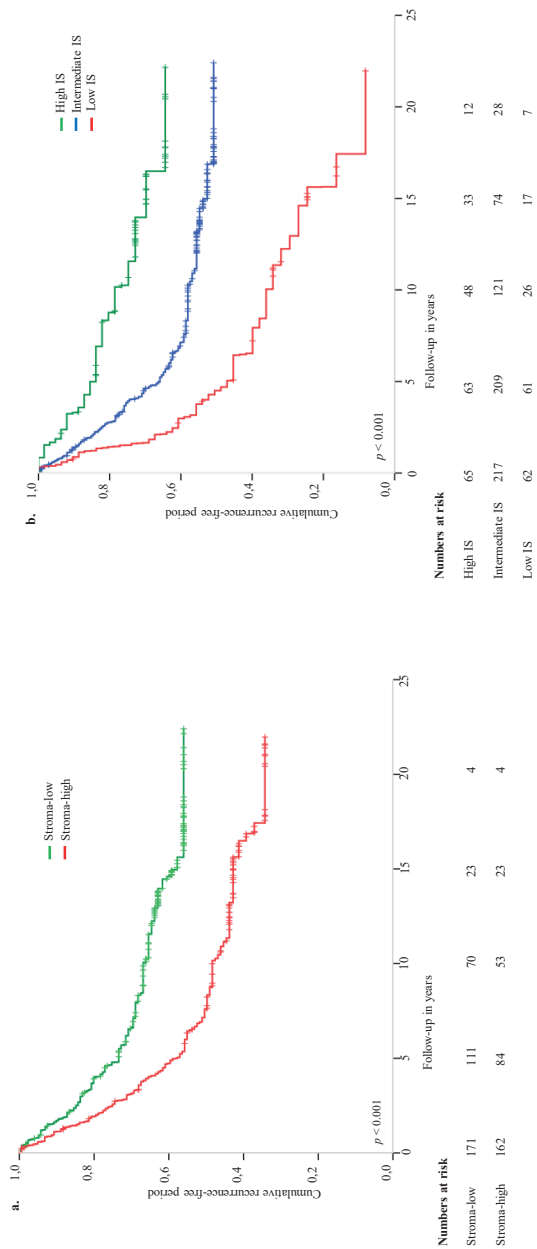 a.
Cumulative recurrence-free period
1,0
0,8
0,6
0,4
0,2
0,0
Stroma-low
Stroma-high
p < 0.001
0 5 10 15 20 25
Follow-up in years
Numbers at risk
Stroma-low 171 111 70 23 4
Stroma-high 162 84 53 23 4
b.
Cumulative recurrence-free period
1,0
0,8
0,6
0,4
0,2
0,0
High IS
Intermediate IS
Low IS
p < 0.001
0 5 10 15 20 25
Follow-up in years
Numbers at risk
High IS 65 63 48 33 12
Intermediate IS 217 209 121 74 28
Low IS 62 61 26 17 7